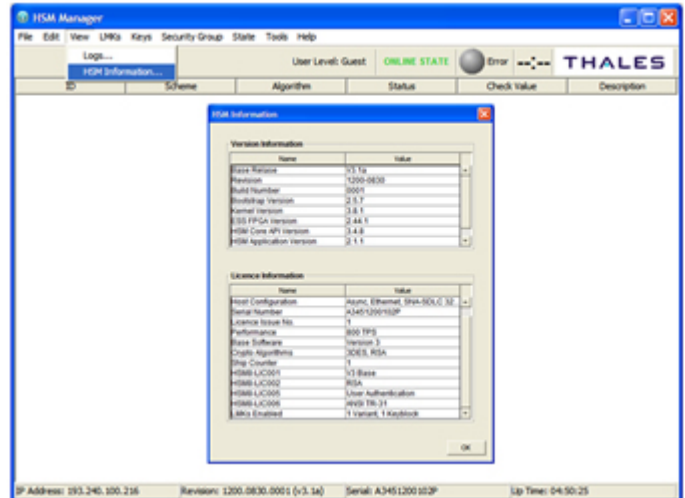 HSM Manager
File Edit View LMKs Keys Security Group State Tools Help
Logs...
HSM Information...
User Level: Guest ONLINE STATE Error --:-- THALES
ID Scheme Algorithm Status Check Value Description
HSM Information
Version Information
Name Value
Base Release V3.1a
Revision 1200-0830
Build Number 0001
Bootstrap Version 2.5.7
Kernel Version 3.8.1
ESS FPGA Version 2.44.1
HSM Core API Version 3.4.8
HSM Application Version 2.1.1
Licence Information
Name Value
Host Configuration Async, Ethernet, SNA-SDLC 32
Serial Number A3451200102P
Licence Issue No. 1
Performance 800 TPS
Base Software Version 3
Crypto Algorithms 3DES, RSA
Ship Counter 1
HSM8-LIC001 V3 Base
HSM8-LIC002 RSA
HSM8-LIC005 User Authentication
HSM8-LIC006 ANSI TR-31
LMKs Enabled 1 Variant, 1 Keyblock
OK
IP Address: 193.240.100.216 Revision: 1200.0830.0001 (v3.1a) Serial: A3451200102P Up Time: 04:50:25